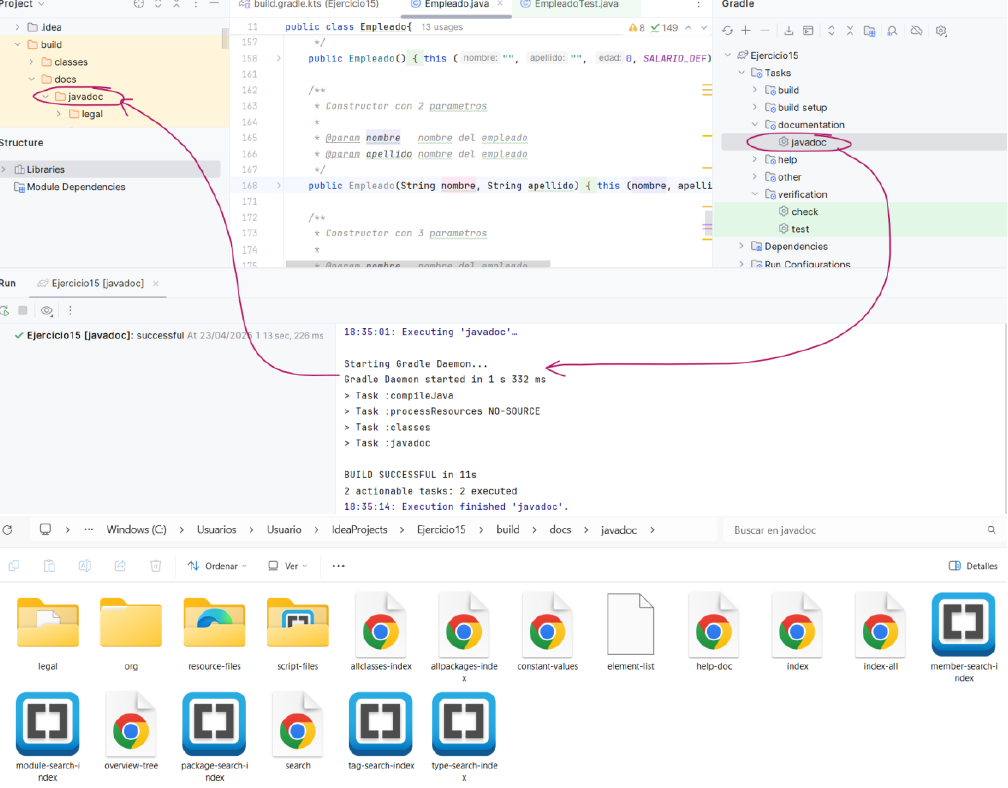 Project
.idea
build
classes
docs
javadoc
legal
Structure
Libraries
Module Dependencies
build.gradle.kts (Ejercicio15)
Empleado.java
EmpleadoTest.java
11 public class Empleado{ 13 usages
8 149
157 */
158 public Empleado() { this ( nombre: "", apellido: "", edad: 0, SALARIO_DEF)
161
162 /**
163 * Constructor con 2 parametros
164 *
165 * @param nombre nombre del empleado
166 * @param apellido nombre del empleado
167 */
168 public Empleado(String nombre, String apellido) { this (nombre, apelli
171
172 /**
173 * Constructor con 3 parametros
174 *
175 * @param nombre nombre del empleado
Gradle
Ejercicio15
Tasks
build
build setup
documentation
javadoc
help
other
verification
check
test
Dependencies
Run Configurations
Run
Ejercicio15 [javadoc]
Ejercicio15 [javadoc]: successful At 23/04/2025 1 13 sec, 226 ms
18:35:01: Executing 'javadoc'…
Starting Gradle Daemon...
Gradle Daemon started in 1 s 332 ms
> Task :compileJava
> Task :processResources NO-SOURCE
> Task :classes
> Task :javadoc
BUILD SUCCESSFUL in 11s
2 actionable tasks: 2 executed
18:35:14: Execution finished 'javadoc'.
Windows (C:) > Usuarios > Usuario > IdeaProjects > Ejercicio15 > build > docs > javadoc >
Buscar en javadoc
Ordenar
Ver
Detalles
legal
org
resource-files
script-files
allclasses-index
allpackages-inde
x
constant-values
element-list
help-doc
index
index-all
member-search-i
ndex
module-search-i
ndex
overview-tree
package-search-i
ndex
search
tag-search-index
type-search-inde
x